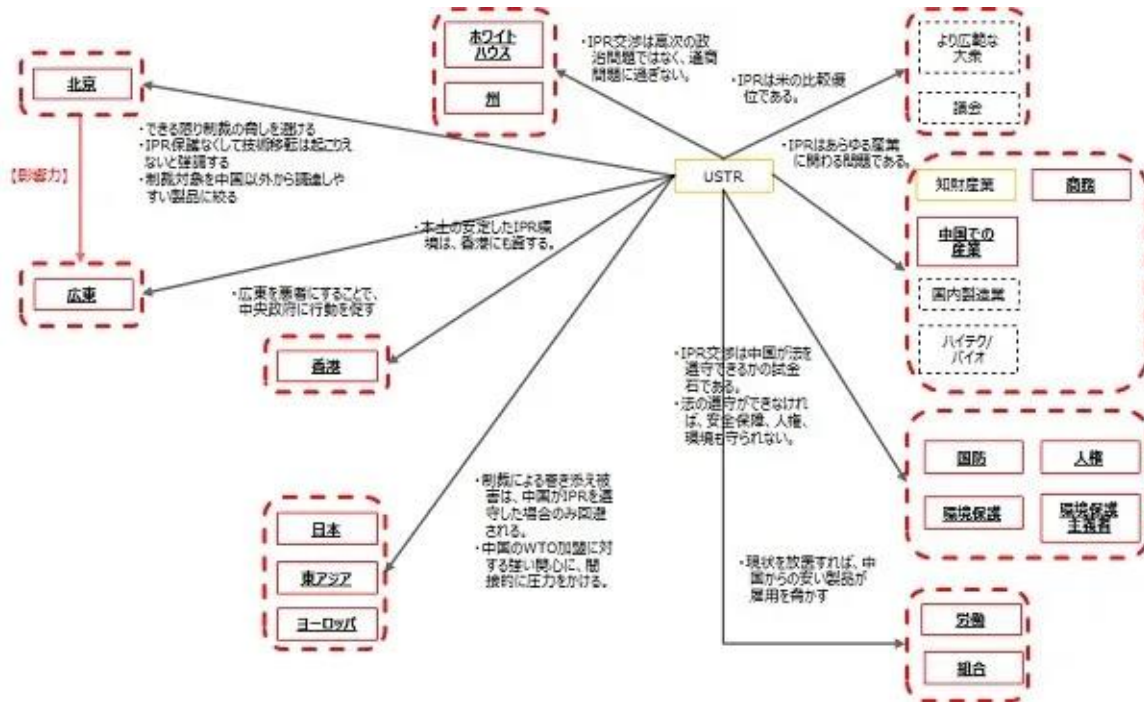 ホワイト
ハウス
州
・IPR交渉は高次の政
治問題ではなく、通商
問題に過ぎない。
・IPRは米の比較優
位である。
より広範な
大衆
議会
北京
・できる限り制裁の脅しを避ける
・IPR保護なくして技術移転は起こりえ
ないと強調する
・制裁対象を中国以外から調達しや
すい製品に絞る
【影響力】
USTR
・IPRはあらゆる産業
に関わる問題である。
知財産業
商務
中国での
産業
国内製造業
ハイテク/
バイオ
・本土の安定したIPR環
境は、香港にも資する。
広東
・広東を悪者にすることで、
中央政府に行動を促す
香港
・IPR交渉は中国が法を
遵守できるかの試金
石である。
・法の遵守ができなけれ
ば、安全保障、人権、
環境も守られない。
国防
人権
環境保護
環境保護
主義者
・制裁による巻き添え被
害は、中国がIPRを遵
守した場合のみ回避
される。
・中国のWTO加盟に対
する強い関心に、間
接的に圧力をかける。
日本
東アジア
ヨーロッパ
・現状を放置すれば、中
国からの安い製品が
雇用を脅かす
労働
組合